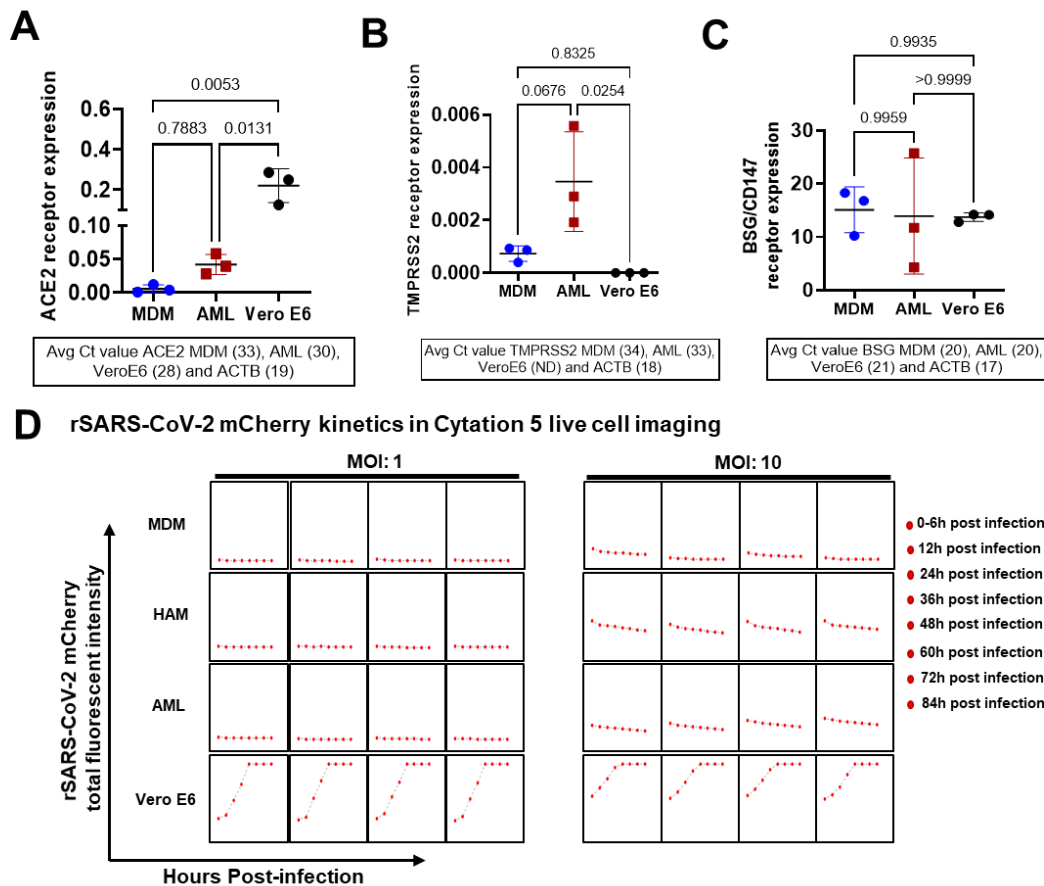 A
ACE2 receptor expression
0.0053
0.7883
0.0131
0.6
0.4
0.2
0.10
0.05
0.00
MDM
AML
Vero E6
Avg Ct value ACE2 MDM (33), AML (30),
VeroE6 (28) and ACTB (19)
B
TMPRSS2 receptor expression
0.8325
0.0676
0.0254
0.006
0.004
0.002
0.000
MDM
AML
Vero E6
Avg Ct value TMPRSS2 MDM (34), AML (33),
VeroE6 (ND) and ACTB (18)
C
BSG/CD147
receptor expression
0.9935
>0.9999
0.9959
30
20
10
0
MDM
AML
Vero E6
Avg Ct value BSG MDM (20), AML (20),
VeroE6 (21) and ACTB (17)
D
rSARS-CoV-2 mCherry kinetics in Cytation 5 live cell imaging
MOI: 1
MOI: 10
rSARS-CoV-2 mCherry
total fluorescent intensity
MDM
HAM
AML
Vero E6
0-6h post infection
12h post infection
24h post infection
36h post infection
48h post infection
60h post infection
72h post infection
84h post infection
Hours Post-infection